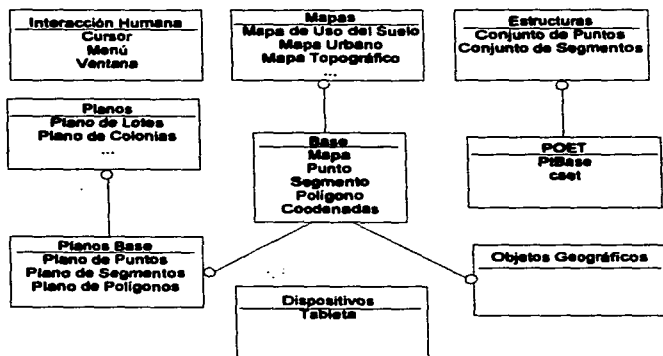 Interacción Humana
Cursor
Menú
Ventana
Mapas
Mapa de Uso del Suelo
Mapa Urbano
Mapa Topográfico
...
Estructuras
Conjunto de Puntos
Conjunto de Segmentos
Planos
Plano de Lotes
Plano de Colonias
...
Base
Mapa
Punto
Segmento
Polígono
Coodenadas
POET
PtBase
cset
Planos Base
Plano de Puntos
Plano de Segmentos
Plano de Polígonos
Objetos Geográficos
Dispositivos
Tableta